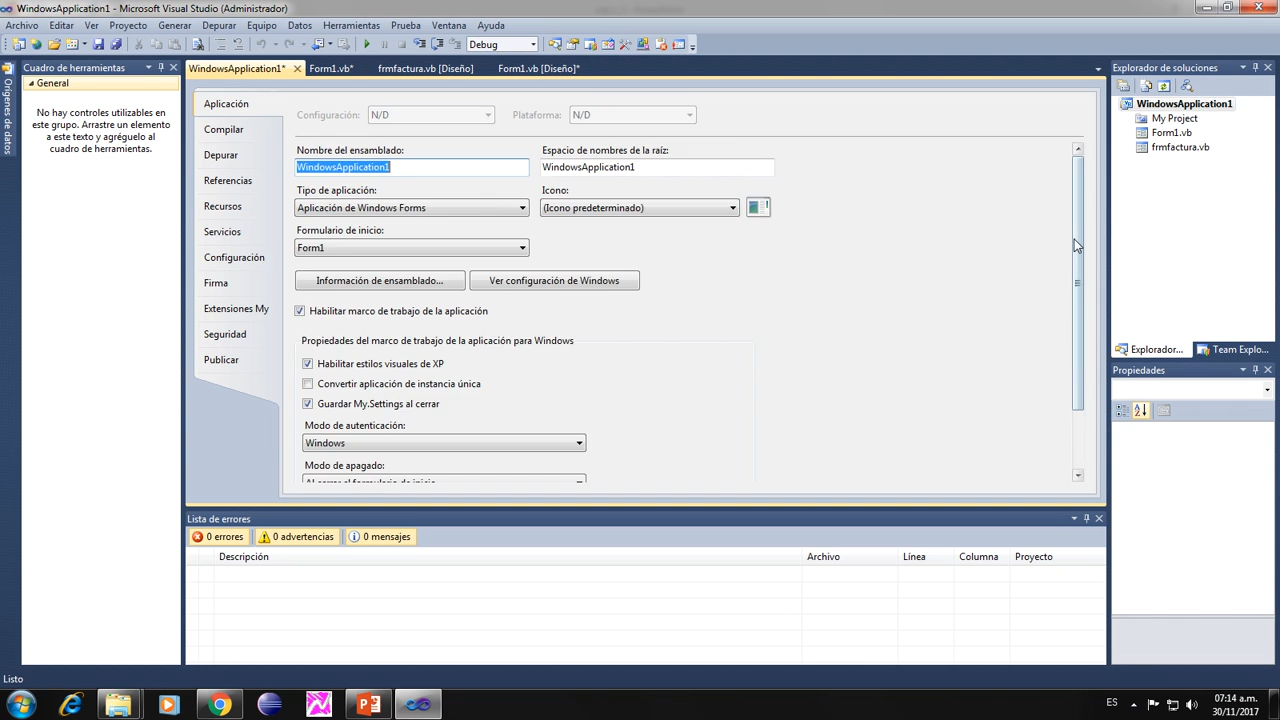 WindowsApplication1 - Microsoft Visual Studio (Administrador)
Archivo Editar Ver Proyecto Generar Depurar Equipo Datos Herramientas Prueba Ventana Ayuda
Debug
Orígenes de datos
Cuadro de herramientas
General
No hay controles utilizables en
este grupo. Arrastre un elemento
a este texto y agréguelo al
cuadro de herramientas.
WindowsApplication1* Form1.vb* frmfactura.vb [Diseño] Form1.vb [Diseño]*
Aplicación
Compilar
Depurar
Referencias
Recursos
Servicios
Configuración
Firma
Extensiones My
Seguridad
Publicar
Configuración: N/D Plataforma: N/D
Nombre del ensamblado: Espacio de nombres de la raíz:
WindowsApplication1 WindowsApplication1
Tipo de aplicación: Icono:
Aplicación de Windows Forms (Icono predeterminado)
Formulario de inicio:
Form1
Información de ensamblado... Ver configuración de Windows
Habilitar marco de trabajo de la aplicación
Propiedades del marco de trabajo de la aplicación para Windows
Habilitar estilos visuales de XP
Convertir aplicación de instancia única
Guardar My.Settings al cerrar
Modo de autenticación:
Windows
Modo de apagado:
Al cerrar el formulario de inicio
Explorador de soluciones
WindowsApplication1
My Project
Form1.vb
frmfactura.vb
Explorador... Team Explo...
Propiedades
Lista de errores
0 errores 0 advertencias 0 mensajes
Descripción Archivo Línea Columna Proyecto
Listo
ES
07:14 a.m.
30/11/2017